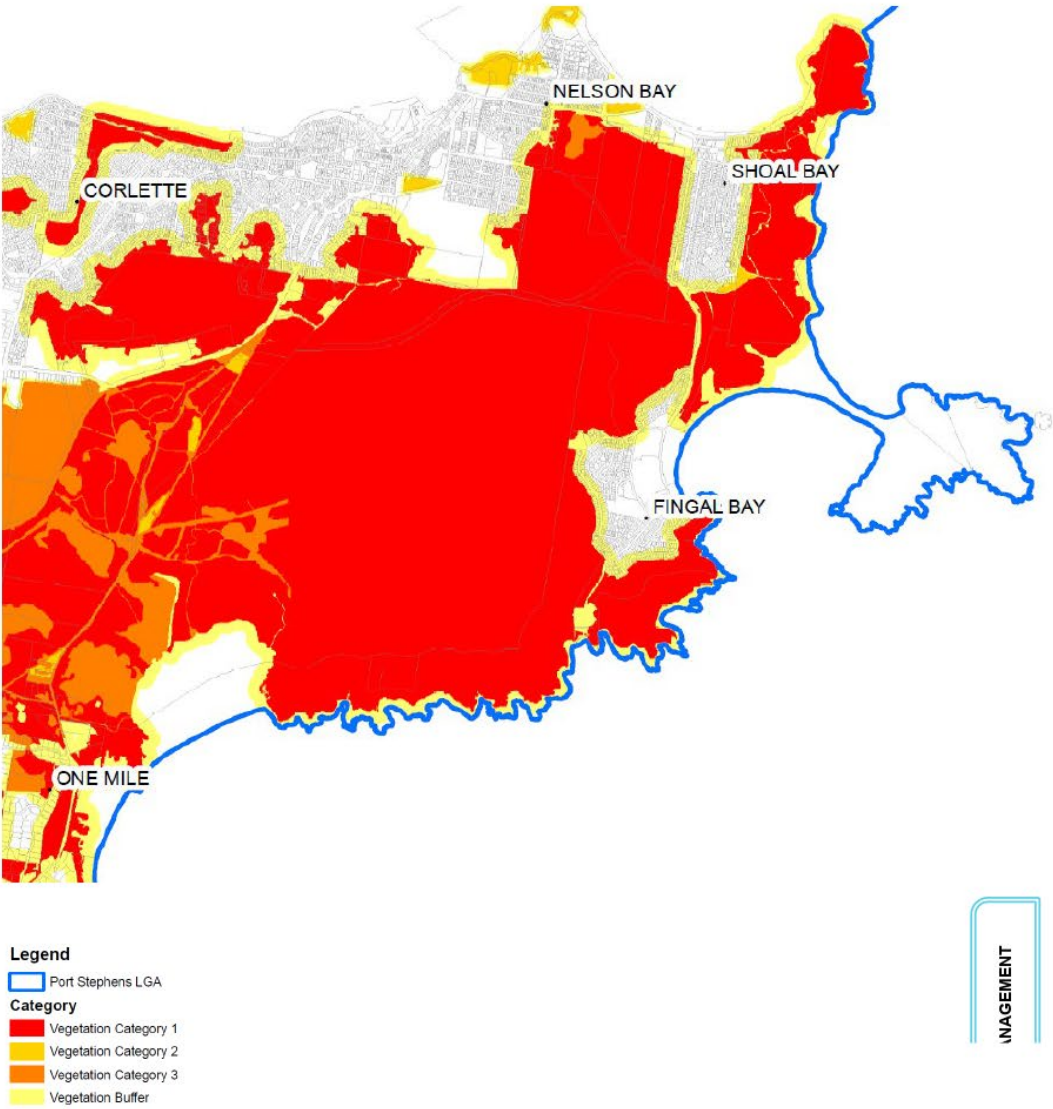 NELSON BAY
SHOAL BAY
CORLETTE
FINGAL BAY
ONE MILE
Legend
Port Stephens LGA
Category
Vegetation Category 1
Vegetation Category 2
Vegetation Category 3
Vegetation Buffer
NAGEMENT